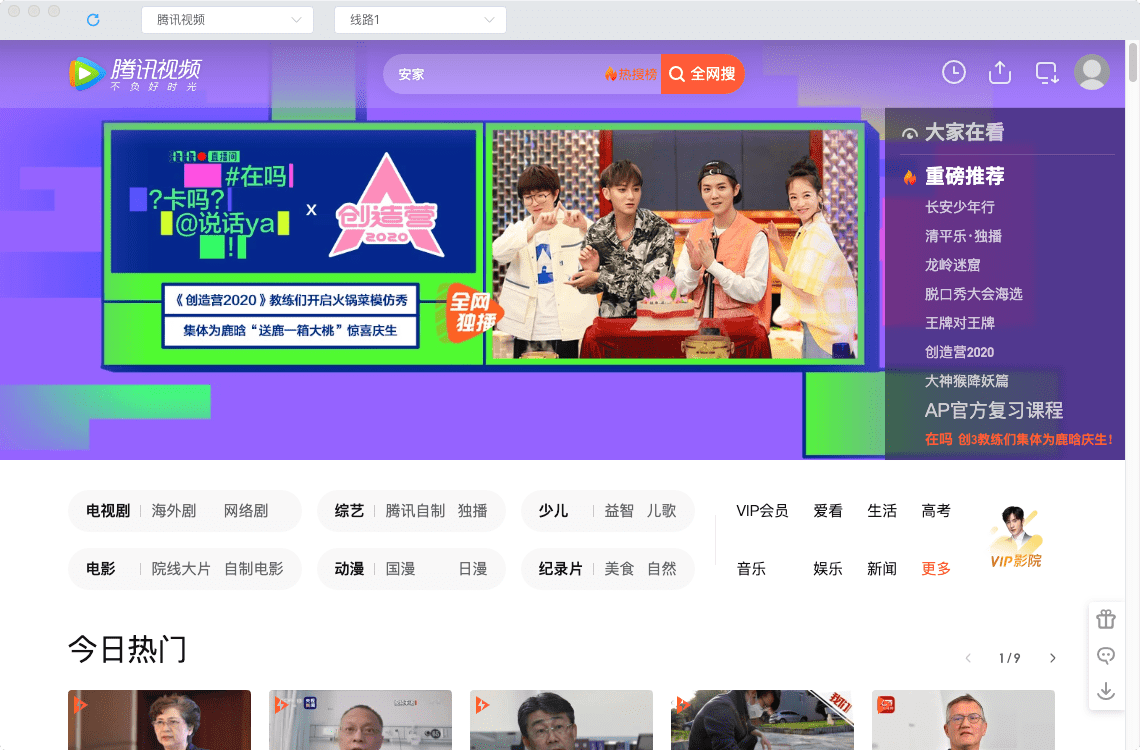 腾讯视频
线路1
腾讯视频
不负好时光
安家
热搜榜
全网搜
直播间
#在吗
?卡吗?
@说话ya
!
x
创造营
2020
《创造营2020》教练们开启火锅菜模仿秀
集体为鹿晗“送鹿一箱大桃”惊喜庆生
全网
独播
大家在看
重磅推荐
长安少年行
清平乐·独播
龙岭迷窟
脱口秀大会海选
王牌对王牌
创造营2020
大神猴降妖篇
AP官方复习课程
在吗 创3教练们集体为鹿晗庆生!
电视剧 海外剧 网络剧
综艺 腾讯自制 独播
少儿 益智 儿歌
VIP会员 爱看 生活 高考
电影 院线大片 自制电影
动漫 国漫 日漫
纪录片 美食 自然
音乐 娱乐 新闻 更多
VIP影院
今日热门
1/9
我们